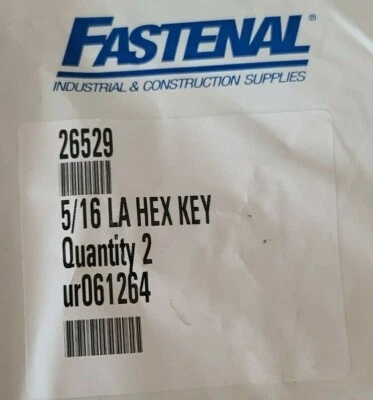 FASTENAL®
INDUSTRIAL & CONSTRUCTION SUPPLIES
26529
5/16 LA HEX KEY
Quantity 2
ur061264